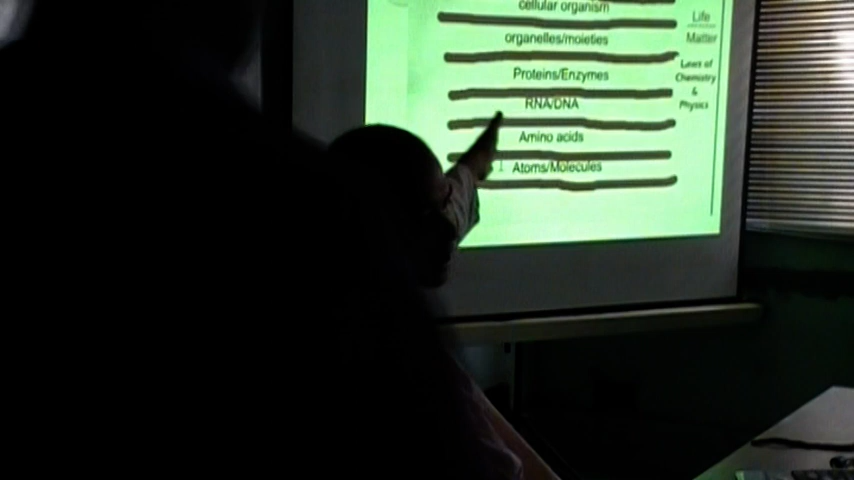 cellular organism
organelles/moieties
Proteins/Enzymes
RNA/DNA
Amino acids
Atoms/Molecules
Life
Matter
Laws of
Chemistry
&
Physics